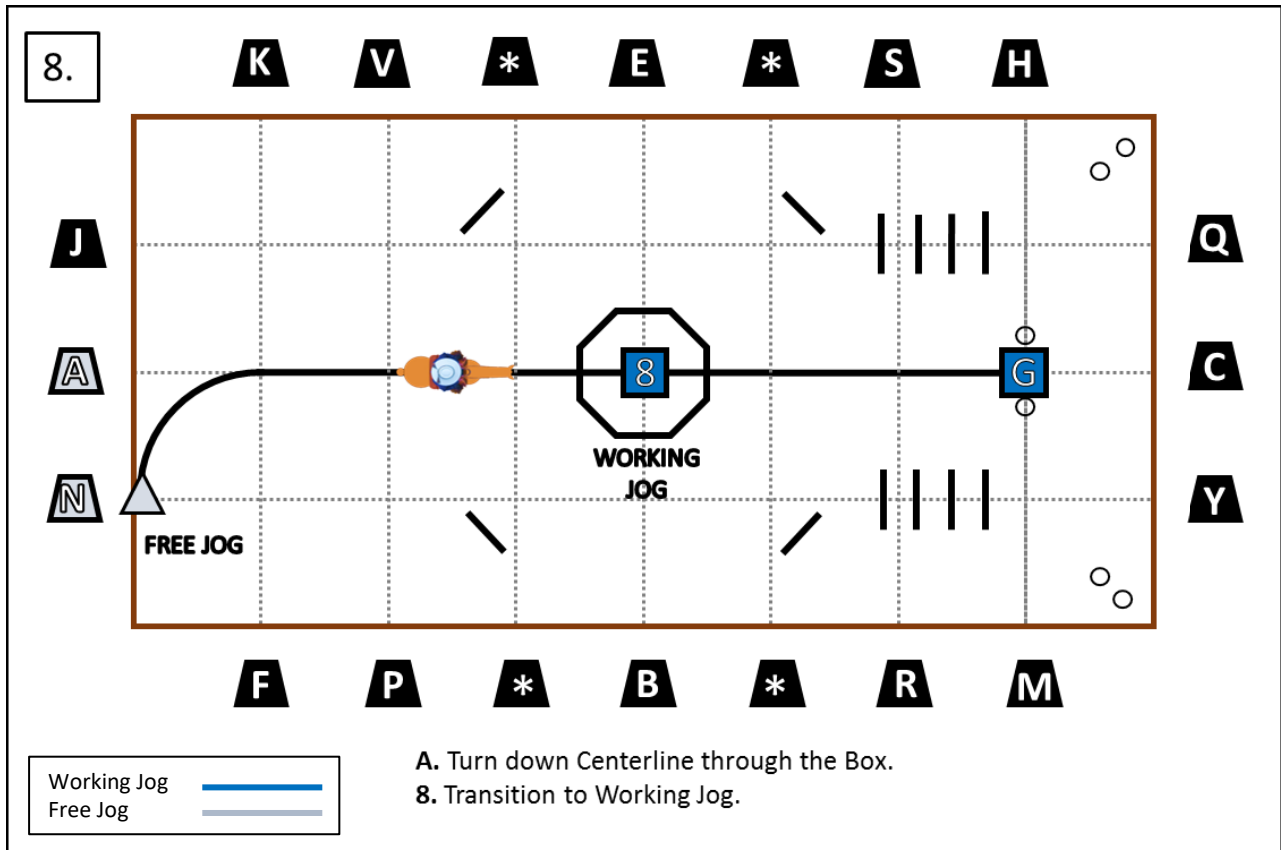 8.
K V * E * S H
J
Q
A
8
G
C
WORKING
JOG
N
Y
FREE JOG
F P * B * R M
Working Jog
Free Jog
A. Turn down Centerline through the Box.
8. Transition to Working Jog.